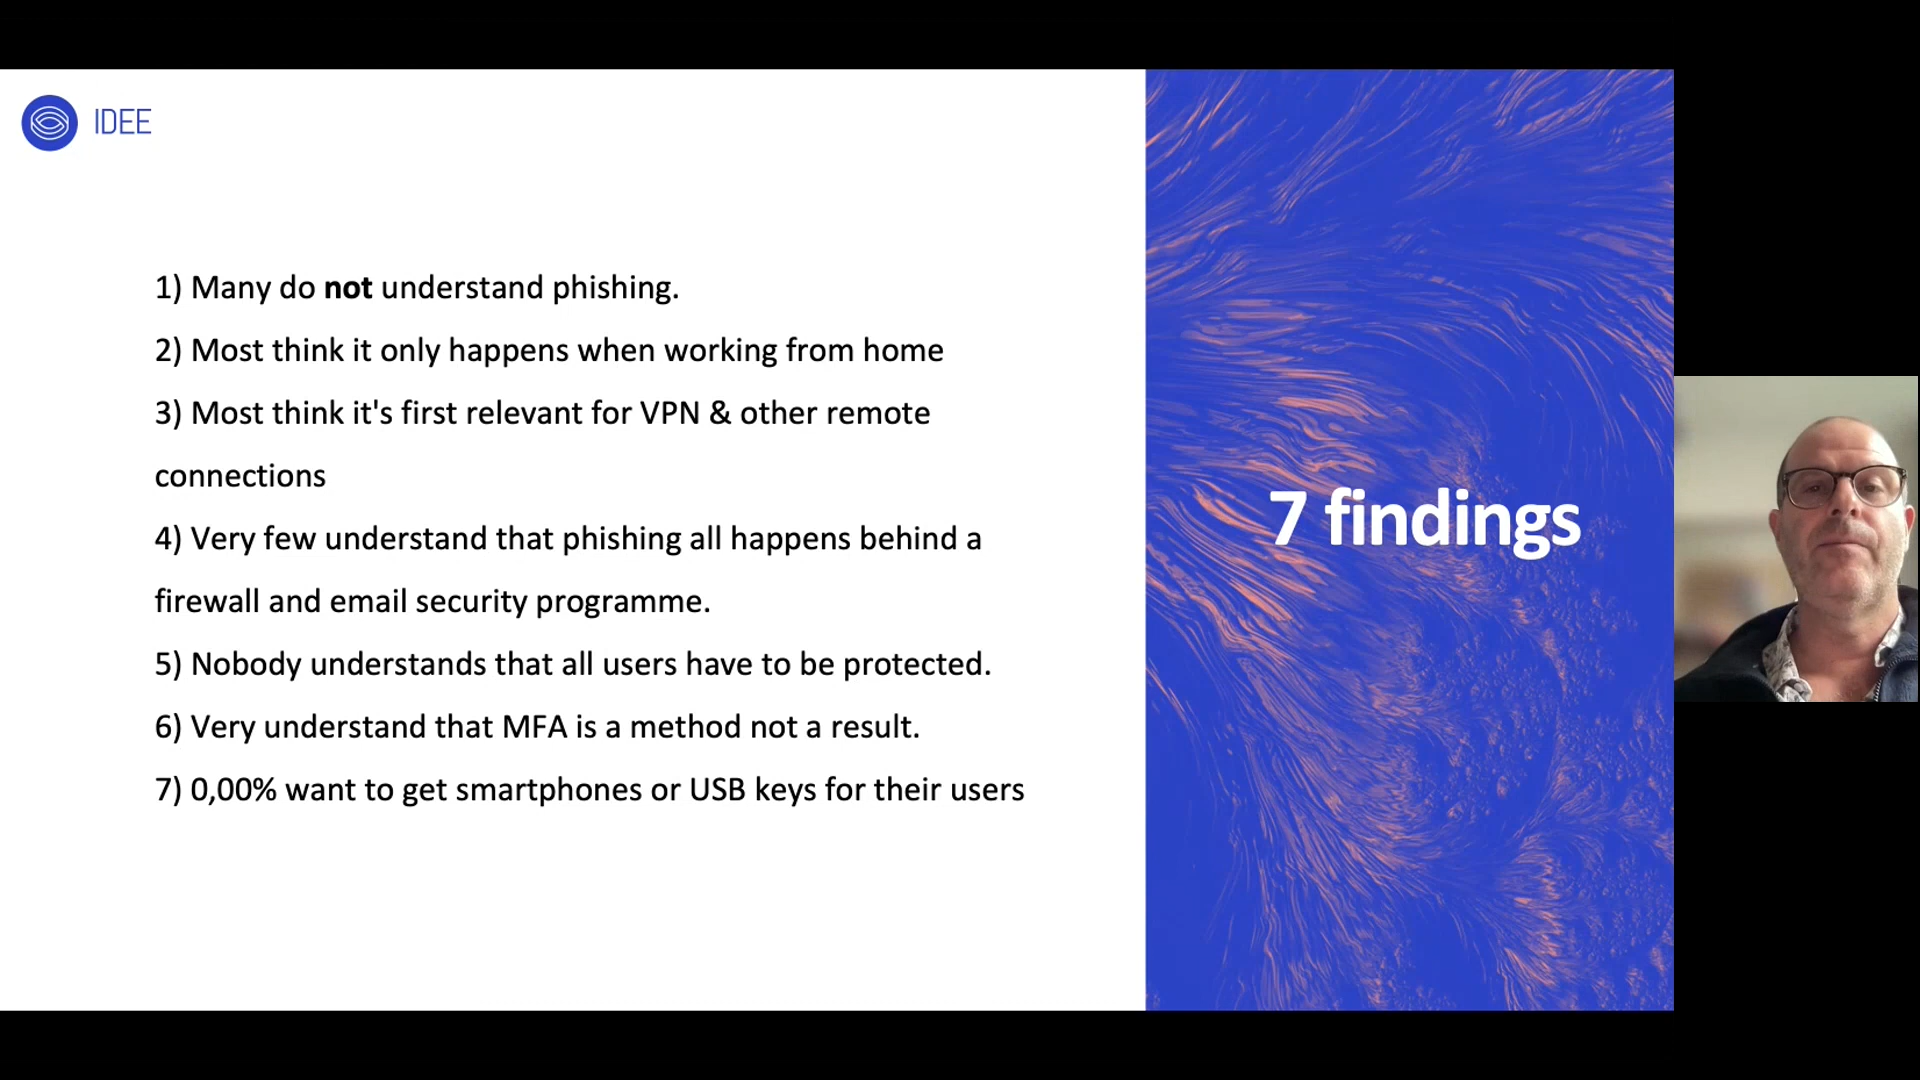 IDEE
1) Many do not understand phishing.
2) Most think it only happens when working from home
3) Most think it's first relevant for VPN & other remote
connections
4) Very few understand that phishing all happens behind a
firewall and email security programme.
5) Nobody understands that all users have to be protected.
6) Very understand that MFA is a method not a result.
7) 0,00% want to get smartphones or USB keys for their users
7 findings